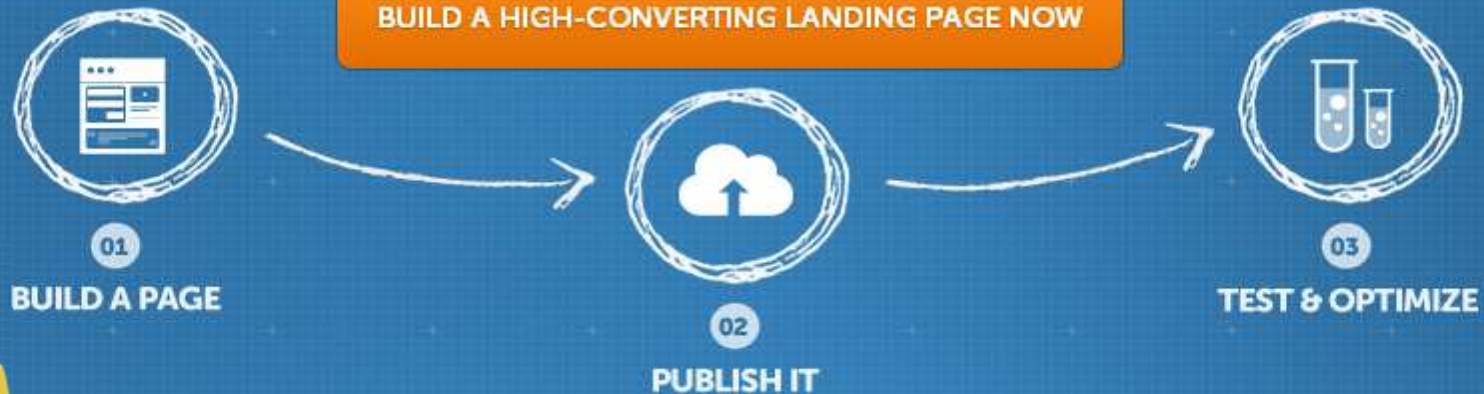 BUILD A HIGH-CONVERTING LANDING PAGE NOW
01
BUILD A PAGE
02
PUBLISH IT
03
TEST & OPTIMIZE